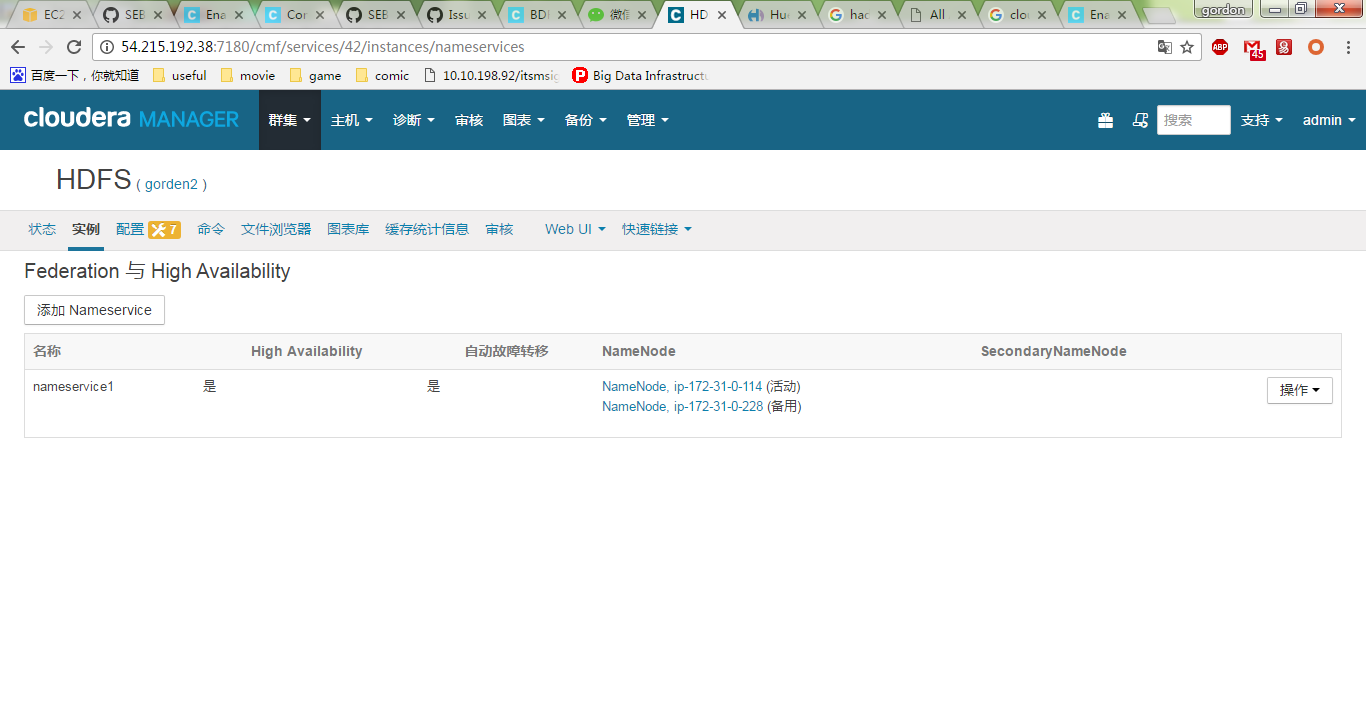 EC2 SEB Ena Cor SEB Issu BDI 微信 HD Hue hac All clou Ena gordon
54.215.192.38:7180/cmf/services/42/instances/nameservices ABP 45
百度一下，你就知道 useful movie game comic 10.10.198.92/itsmsig Big Data Infrastructu
cloudera MANAGER 群集 主机 诊断 审核 图表 备份 管理 搜索 支持 admin
HDFS ( gorden2 )
状态 实例 配置 7 命令 文件浏览器 图表库 缓存统计信息 审核 Web UI 快速链接
Federation 与 High Availability
添加 Nameservice
名称 High Availability 自动故障转移 NameNode SecondaryNameNode
nameservice1 是 是 NameNode, ip-172-31-0-114 (活动) 操作
NameNode, ip-172-31-0-228 (备用)